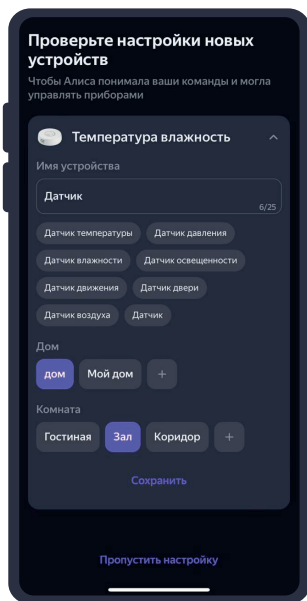 Проверьте настройки новых
устройств
Чтобы Алиса понимала ваши команды и могла
управлять приборами
Температура влажность
Имя устройства
Датчик
6/25
Датчик температуры Датчик давления
Датчик влажности Датчик освещенности
Датчик движения Датчик двери
Датчик воздуха Датчик
Дом
дом Мой дом +
Комната
Гостиная Зал Коридор +
Сохранить
Пропустить настройку